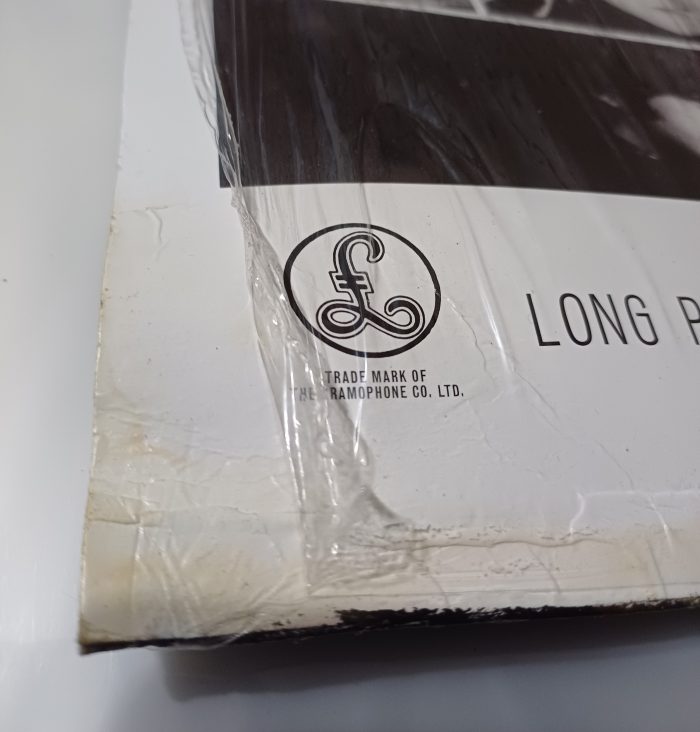 £
TRADE MARK OF
THE GRAMOPHONE CO. LTD.
LONG P